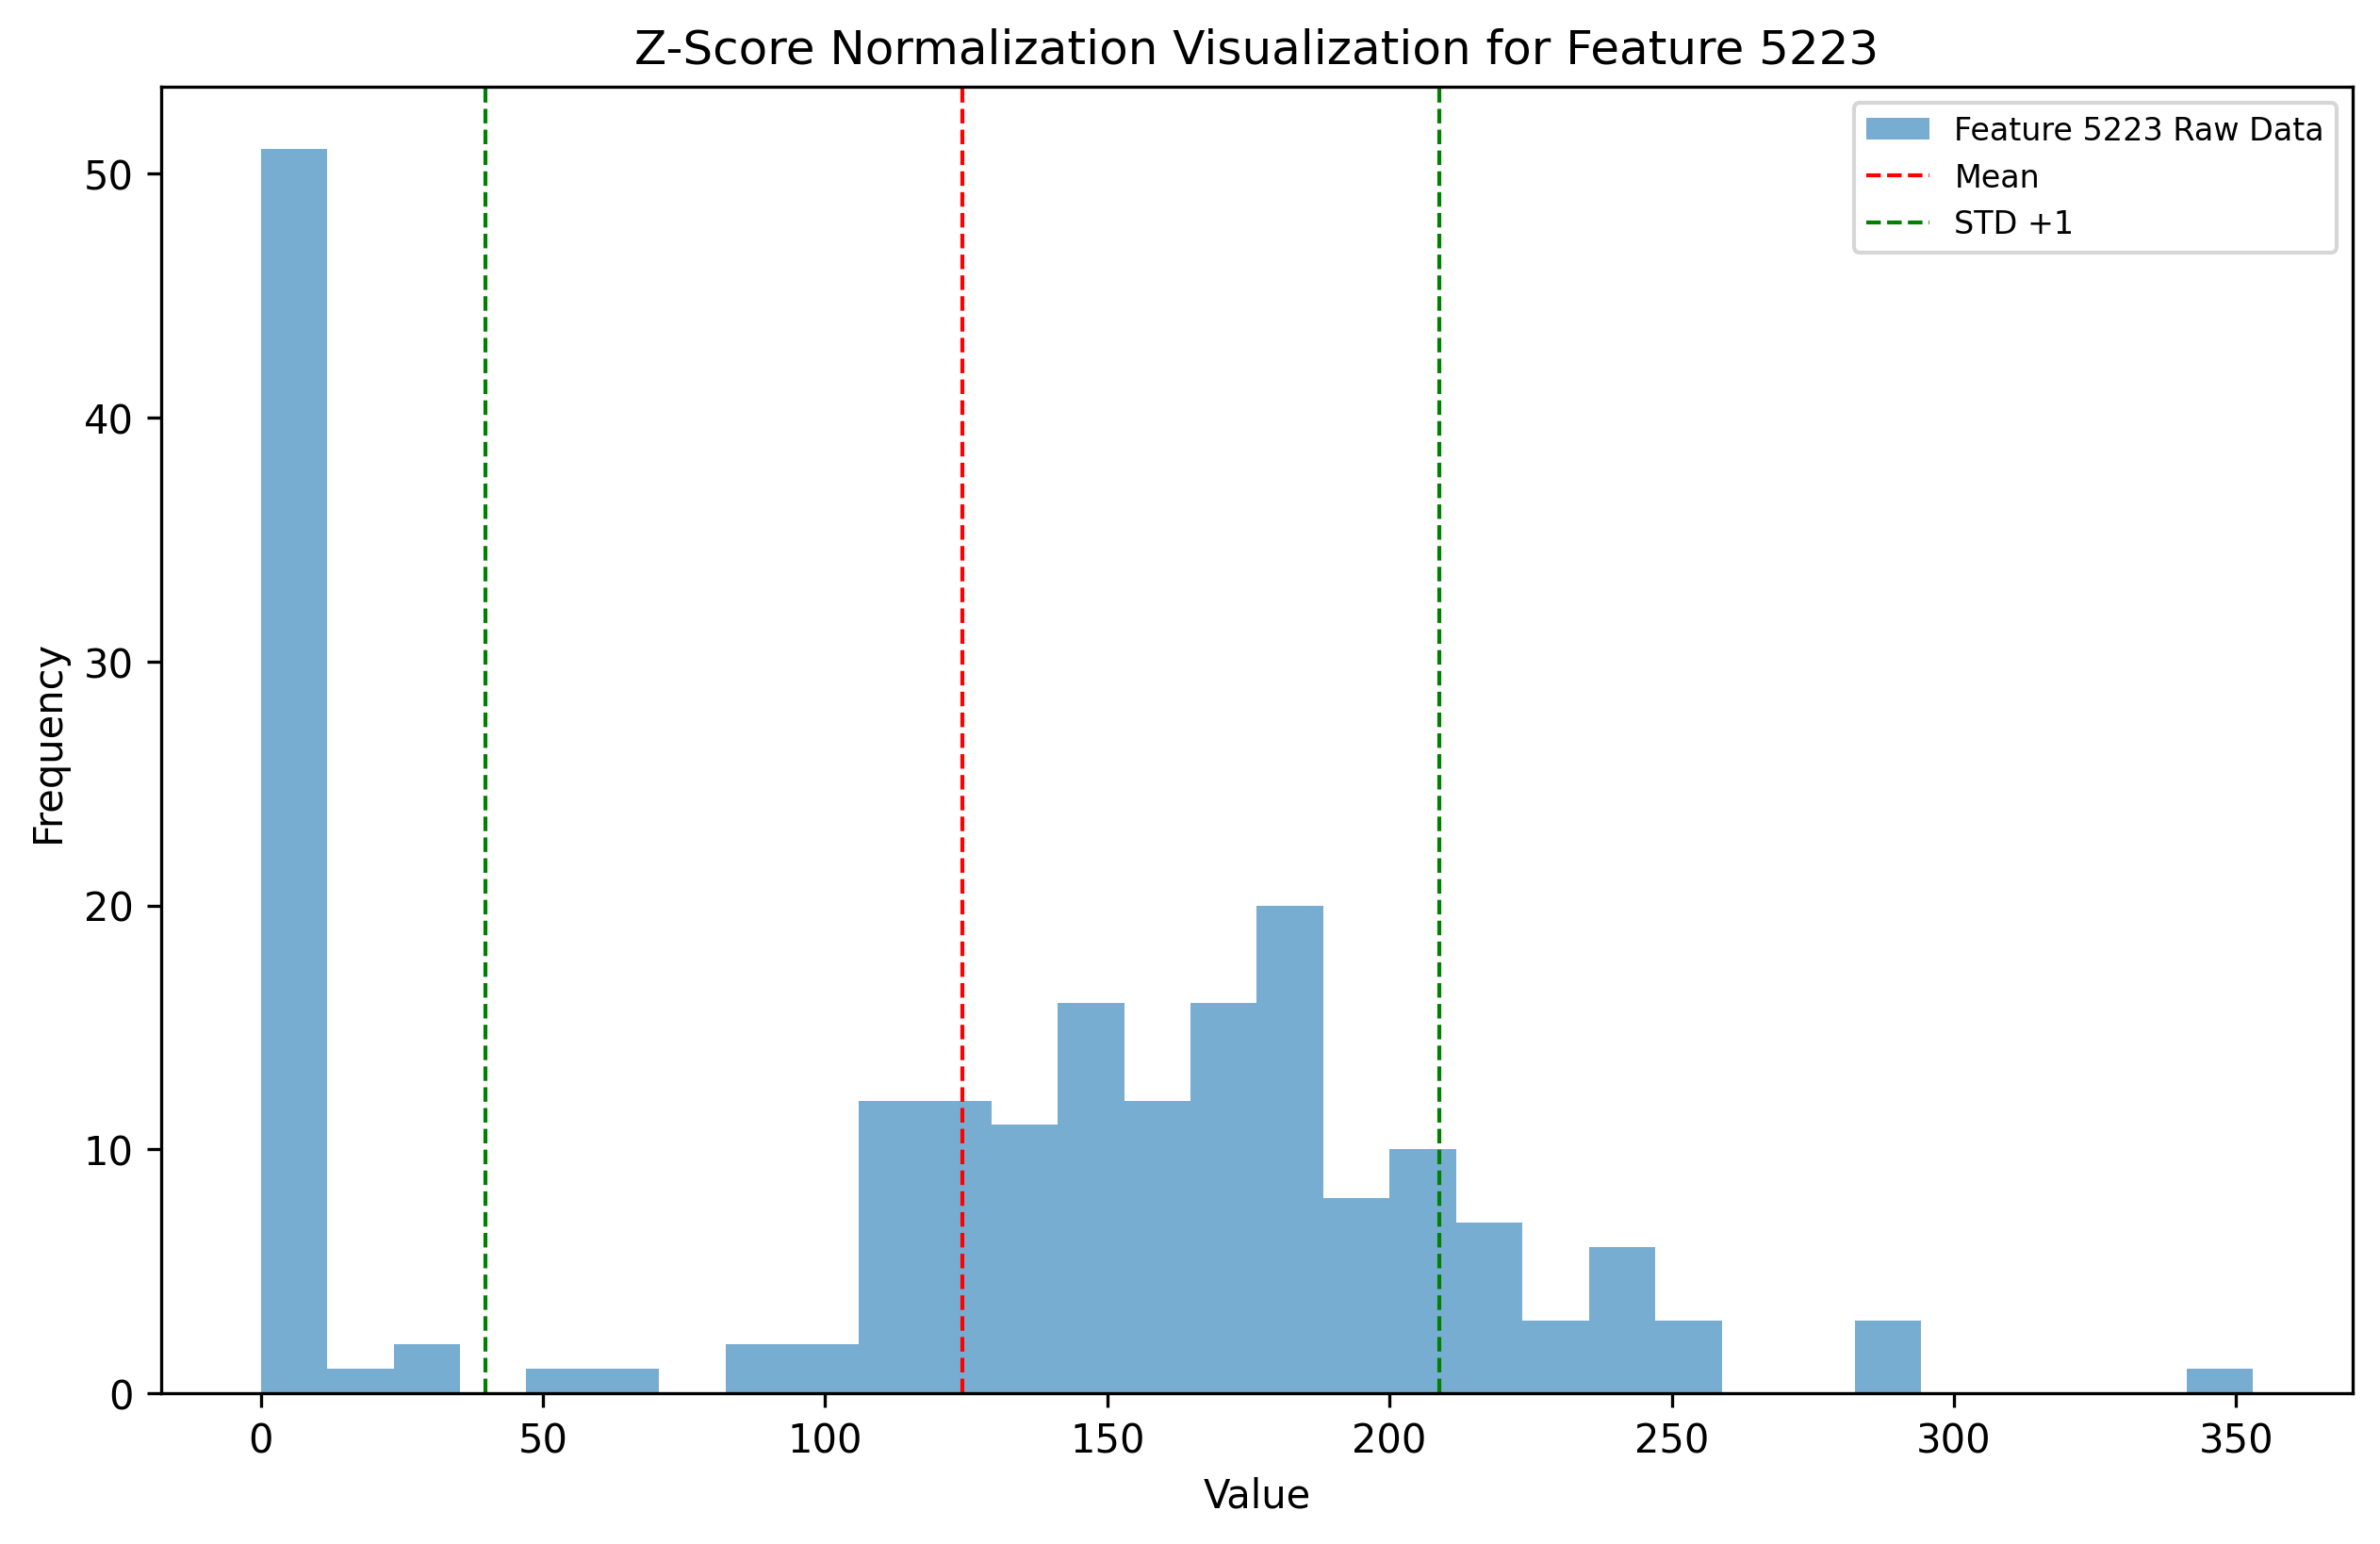 Z-Score Normalization Visualization for Feature 5223
Feature 5223 Raw Data
Mean
STD +1
Frequency
50
40
30
20
10
0
0 50 100 150 200 250 300 350
Value